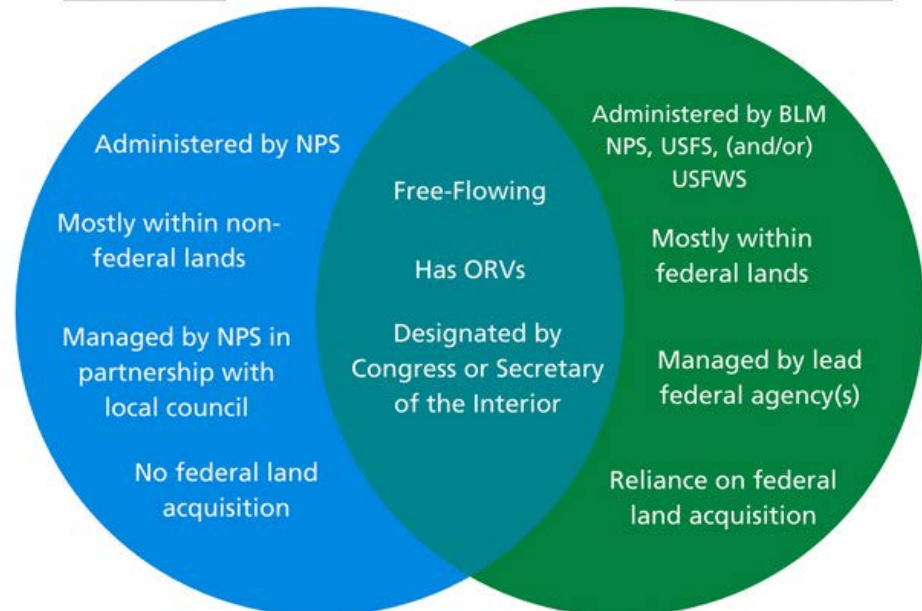 Administered by NPS
Mostly within non-
federal lands
Managed by NPS in
partnership with
local council
No federal land
acquisition
Free-Flowing
Has ORVs
Designated by
Congress or Secretary
of the Interior
Administered by BLM
NPS, USFS, (and/or)
USFWS
Mostly within
federal lands
Managed by lead
federal agency(s)
Reliance on federal
land acquisition